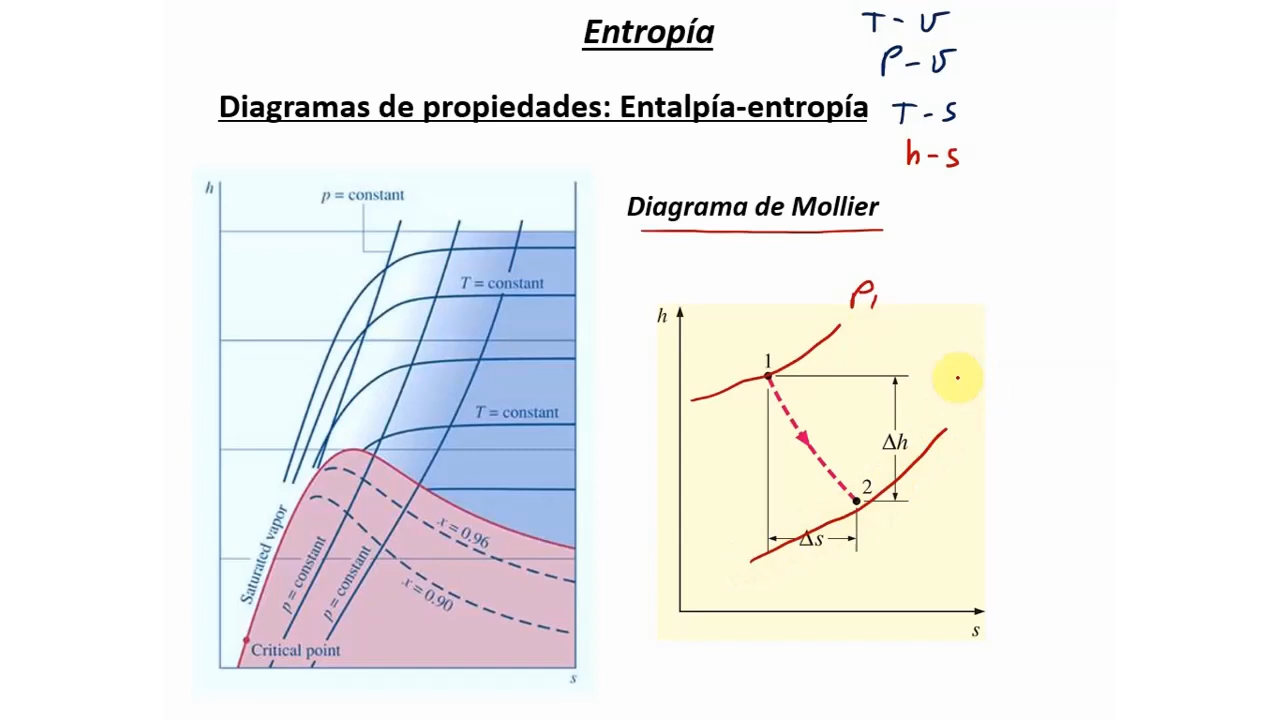 Entropía
T - v
P - v
Diagramas de propiedades: Entalpía-entropía
T - s
h - s
h
p = constant
T = constant
T = constant
Saturated vapor
p = constant
p = constant
x = 0.96
x = 0.90
Critical point
s
Diagrama de Mollier
P1
h
1
Δh
2
Δs
s